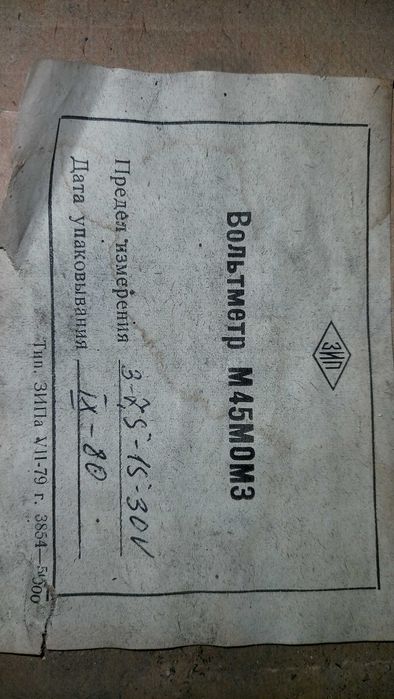 ЗИП
Вольтметр М45МОМ3
Предел измерения 3-7,5-15-30V
Дата упаковывания IX-80
Тип. ЗИПа VII-79 г. 3854-5000